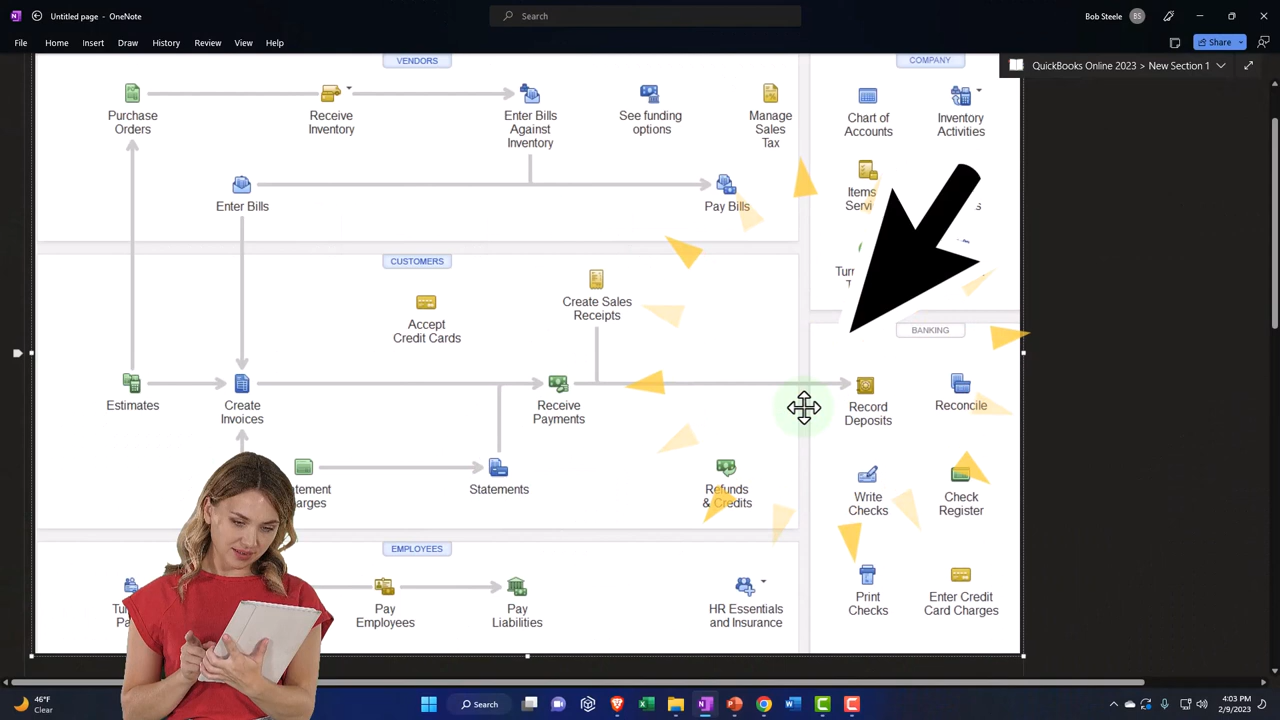 Untitled page - OneNote
Search
Bob Steele
BS
File
Home
Insert
Draw
History
Review
View
Help
Share
QuickBooks Online 2023 > New Section 1
VENDORS
COMPANY
Purchase
Orders
Receive
Inventory
Enter Bills
Against
Inventory
See funding
options
Manage
Sales
Tax
Chart of
Accounts
Inventory
Activities
Enter Bills
Pay Bills
Items
Servi
CUSTOMERS
Create Sales
Receipts
Accept
Credit Cards
BANKING
Estimates
Create
Invoices
Receive
Payments
Record
Deposits
Reconcile
Statements
Refunds
& Credits
Write
Checks
Check
Register
EMPLOYEES
Pay
Employees
Pay
Liabilities
HR Essentials
and Insurance
Print
Checks
Enter Credit
Card Charges
46°F
Clear
Search
4:03 PM
2/9/2023